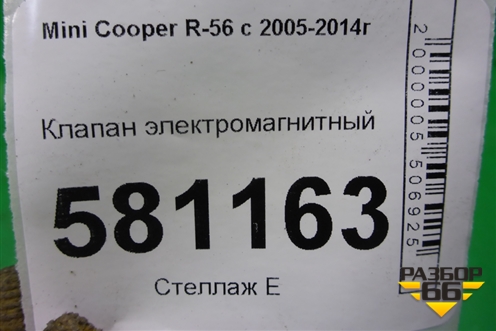 Mini Cooper R-56 с 2005-2014г
Клапан электромагнитный
581163
Стеллаж Е
2000005506925
РАЗБОР
66